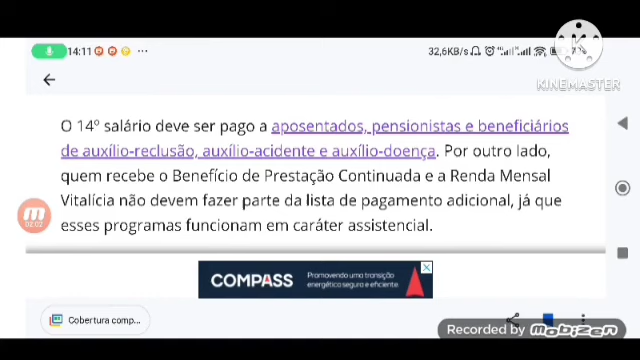 14:11
32,6KB/s
KINEMASTER
O 14º salário deve ser pago a aposentados, pensionistas e beneficiários
de auxílio-reclusão, auxílio-acidente e auxílio-doença. Por outro lado,
quem recebe o Benefício de Prestação Continuada e a Renda Mensal
Vitalícia não devem fazer parte da lista de pagamento adicional, já que
esses programas funcionam em caráter assistencial.
02:02
COMPASS
Promovendo uma transição
energética segura e eficiente.
Cobertura comp...
Recorded by mobizen